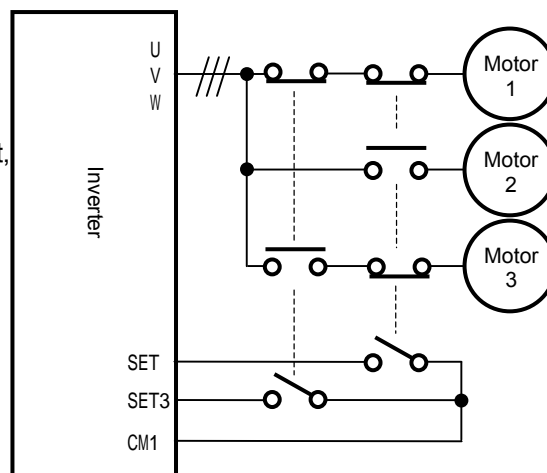 U
V
W
t,
Inverter
Motor
1
Motor
2
Motor
3
SET
SET3
CM1